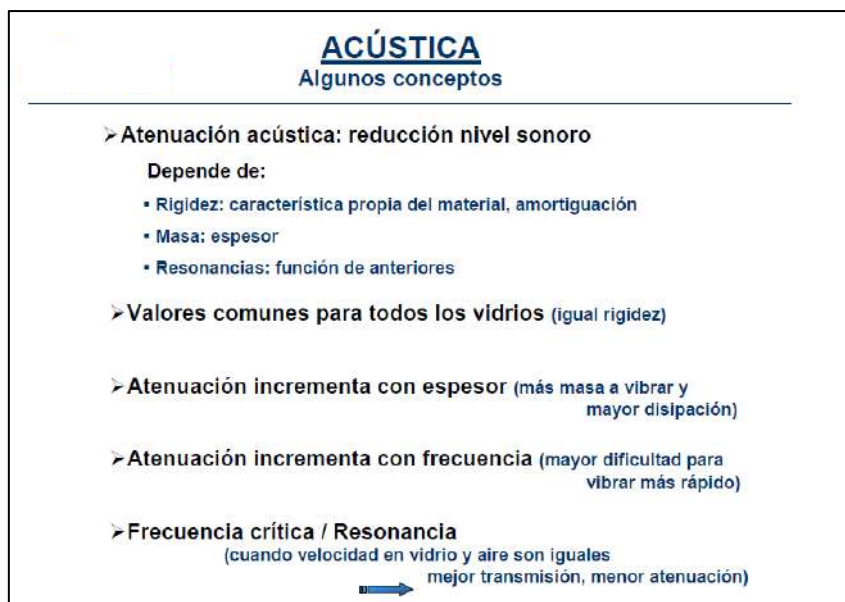 ACÚSTICA
Algunos conceptos
➢Atenuación acústica: reducción nivel sonoro
Depende de:
▪ Rigidez: característica propia del material, amortiguación
▪ Masa: espesor
▪ Resonancias: función de anteriores
➢Valores comunes para todos los vidrios (igual rigidez)
➢Atenuación incrementa con espesor (más masa a vibrar y
mayor disipación)
➢Atenuación incrementa con frecuencia (mayor dificultad para
vibrar más rápido)
➢Frecuencia crítica / Resonancia
(cuando velocidad en vidrio y aire son iguales
mejor transmisión, menor atenuación)